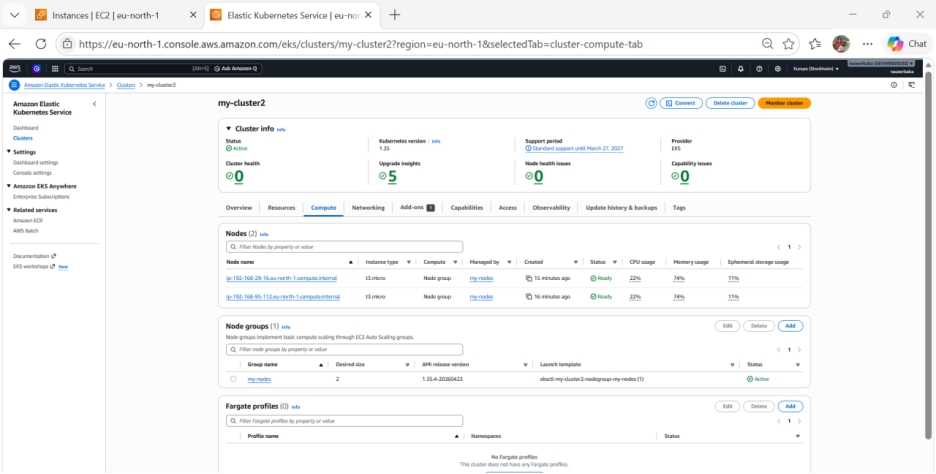 Instances | EC2 | eu-north-1
Elastic Kubernetes Service | eu-nor
https://eu-north-1.console.aws.amazon.com/eks/clusters/my-cluster2?region=eu-north-1&selectedTab=cluster-compute-tab
Chat
aws
Search
[Alt+S]
Ask Amazon Q
Europe (Stockholm)
Amazon Elastic Kubernetes Service > Clusters > my-cluster2
Amazon Elastic
Kubernetes Service
Dashboard
Clusters
Settings
Dashboard settings
Console settings
Amazon EKS Anywhere
Enterprise Subscriptions
Related services
Amazon ECR
AWS Batch
Documentation
EKS workshops New
my-cluster2
Connect
Delete cluster
Monitor cluster
Cluster info Info
Status
Active
Kubernetes version Info
1.35
Support period
Standard support until March 27, 2027
Provider
EKS
Cluster health
0
Upgrade insights
5
Node health issues
0
Capability issues
0
Overview Resources Compute Networking Add-ons 1 Capabilities Access Observability Update history & backups Tags
Nodes (2) Info
Filter Nodes by property or value
1
Node name Instance type Compute Managed by Created Status CPU usage Memory usage Ephemeral storage usage
ip-192-168-29-16.eu-north-1.compute.internal t3.micro Node group my-nodes 15 minutes ago Ready 22% 74% 11%
ip-192-168-95-112.eu-north-1.compute.internal t3.micro Node group my-nodes 16 minutes ago Ready 22% 74% 11%
Node groups (1) Info
Edit Delete Add
Node groups implement basic compute scaling through EC2 Auto Scaling groups.
Filter node groups by property or value
1
Group name Desired size AMI release version Launch template Status
my-nodes 2 1.35.4-20260423 eksctl-my-cluster2-nodegroup-my-nodes (1) Active
Fargate profiles (0) Info
Edit Delete Add
Filter Fargate profiles by property or value
1
Profile name Namespaces Status
No Fargate profiles
This cluster does not have any Fargate profiles.